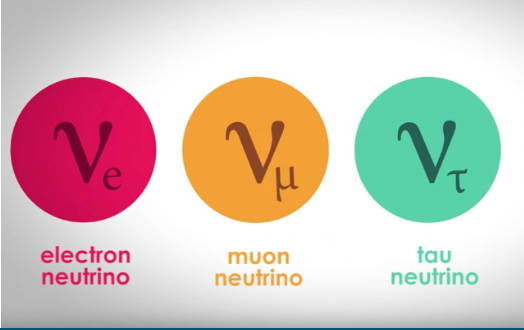 νe νμ ντ
electron neutrino
muon neutrino
tau neutrino